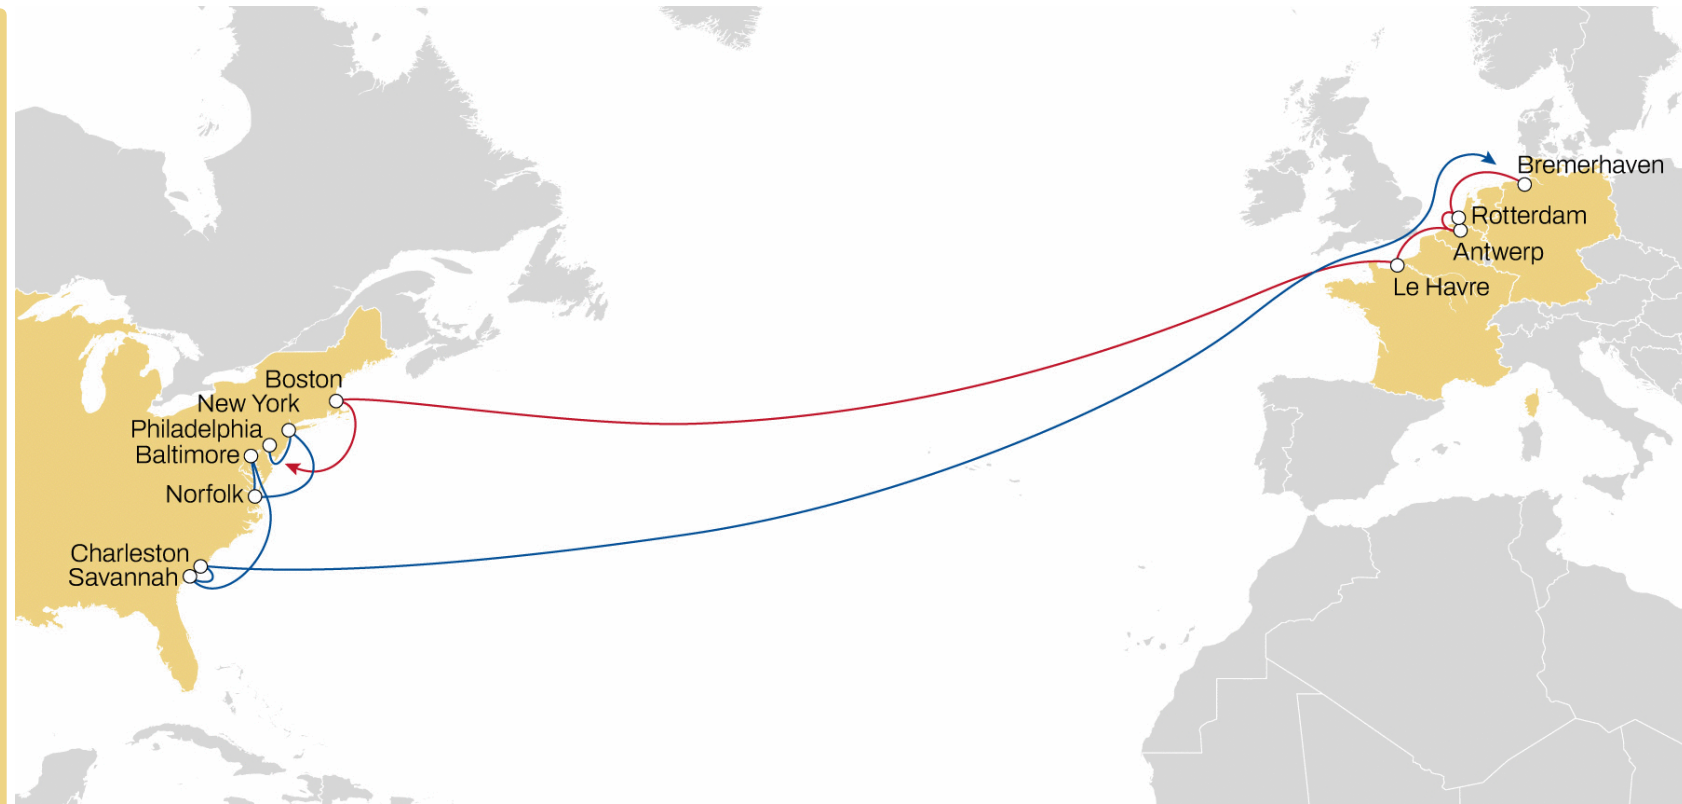 Bremerhaven
Rotterdam
Antwerp
Le Havre
Boston
New York
Philadelphia
Baltimore
Norfolk
Charleston
Savannah